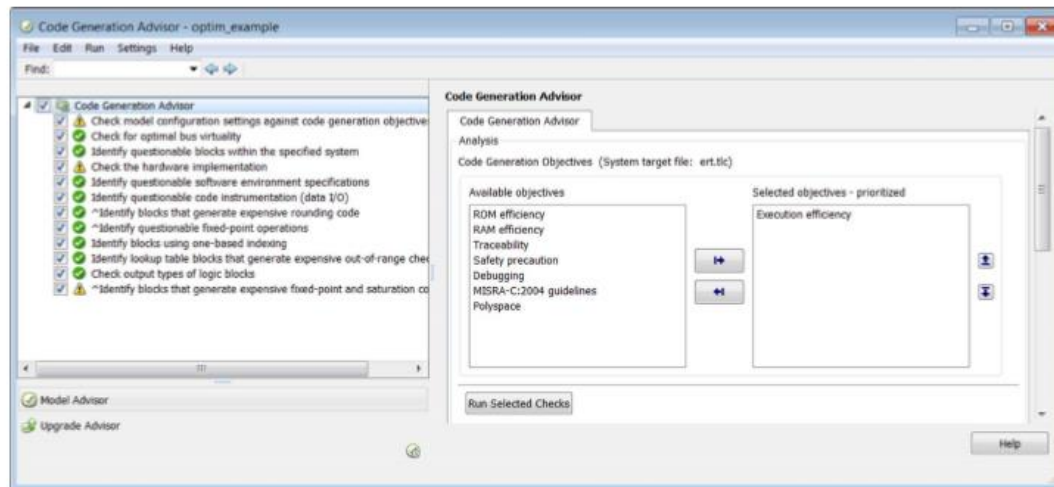 Code Generation Advisor - optim_example
File Edit Run Settings Help
Find:
Code Generation Advisor
Check model configuration settings against code generation objective
Check for optimal bus virtuality
Identify questionable blocks within the specified system
Check the hardware implementation
Identify questionable software environment specifications
Identify questionable code instrumentation (data I/O)
^Identify blocks that generate expensive rounding code
^Identify questionable fixed-point operations
Identify blocks using one-based indexing
Identify lookup table blocks that generate expensive out-of-range chec
Check output types of logic blocks
^Identify blocks that generate expensive fixed-point and saturation co
Model Advisor
Upgrade Advisor
Code Generation Advisor
Code Generation Advisor
Analysis
Code Generation Objectives (System target file: ert.tlc)
Available objectives
ROM efficiency
RAM efficiency
Traceability
Safety precaution
Debugging
MISRA-C:2004 guidelines
Polyspace
Selected objectives - prioritized
Execution efficiency
Run Selected Checks
Help